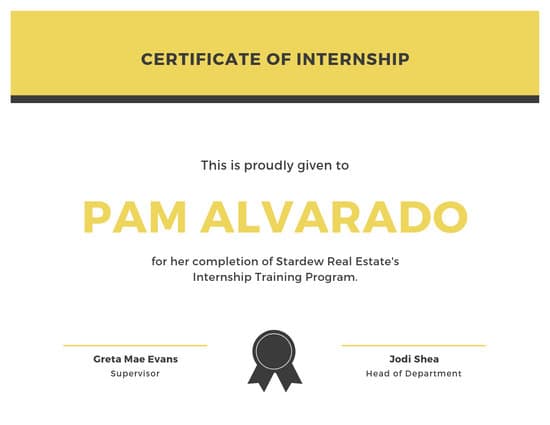 CERTIFICATE OF INTERNSHIP
This is proudly given to
PAM ALVARADO
for her completion of Stardew Real Estate's
Internship Training Program.
Greta Mae Evans
Supervisor
Jodi Shea
Head of Department